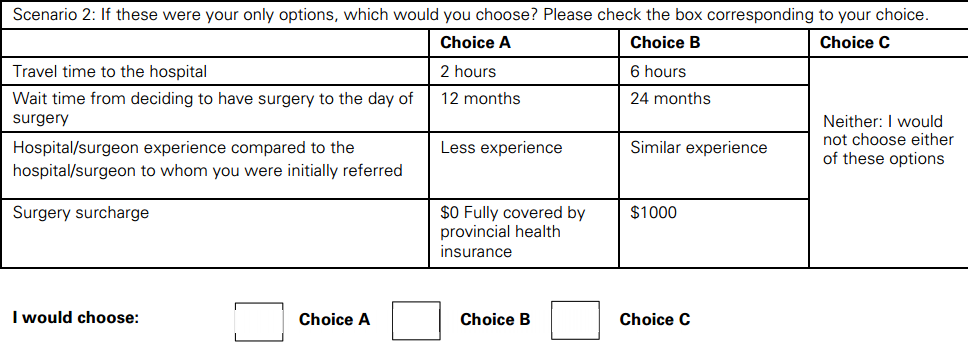 Scenario 2: If these were your only options, which would you choose? Please check the box corresponding to your choice.
Choice A Choice B Choice C
Travel time to the hospital 2 hours 6 hours
Wait time from deciding to have surgery to the day of surgery 12 months 24 months
Hospital/surgeon experience compared to the hospital/surgeon to whom you were initially referred Less experience Similar experience
Surgery surcharge $0 Fully covered by provincial health insurance $1000
Neither: I would
not choose either
of these options
I would choose: Choice A Choice B Choice C